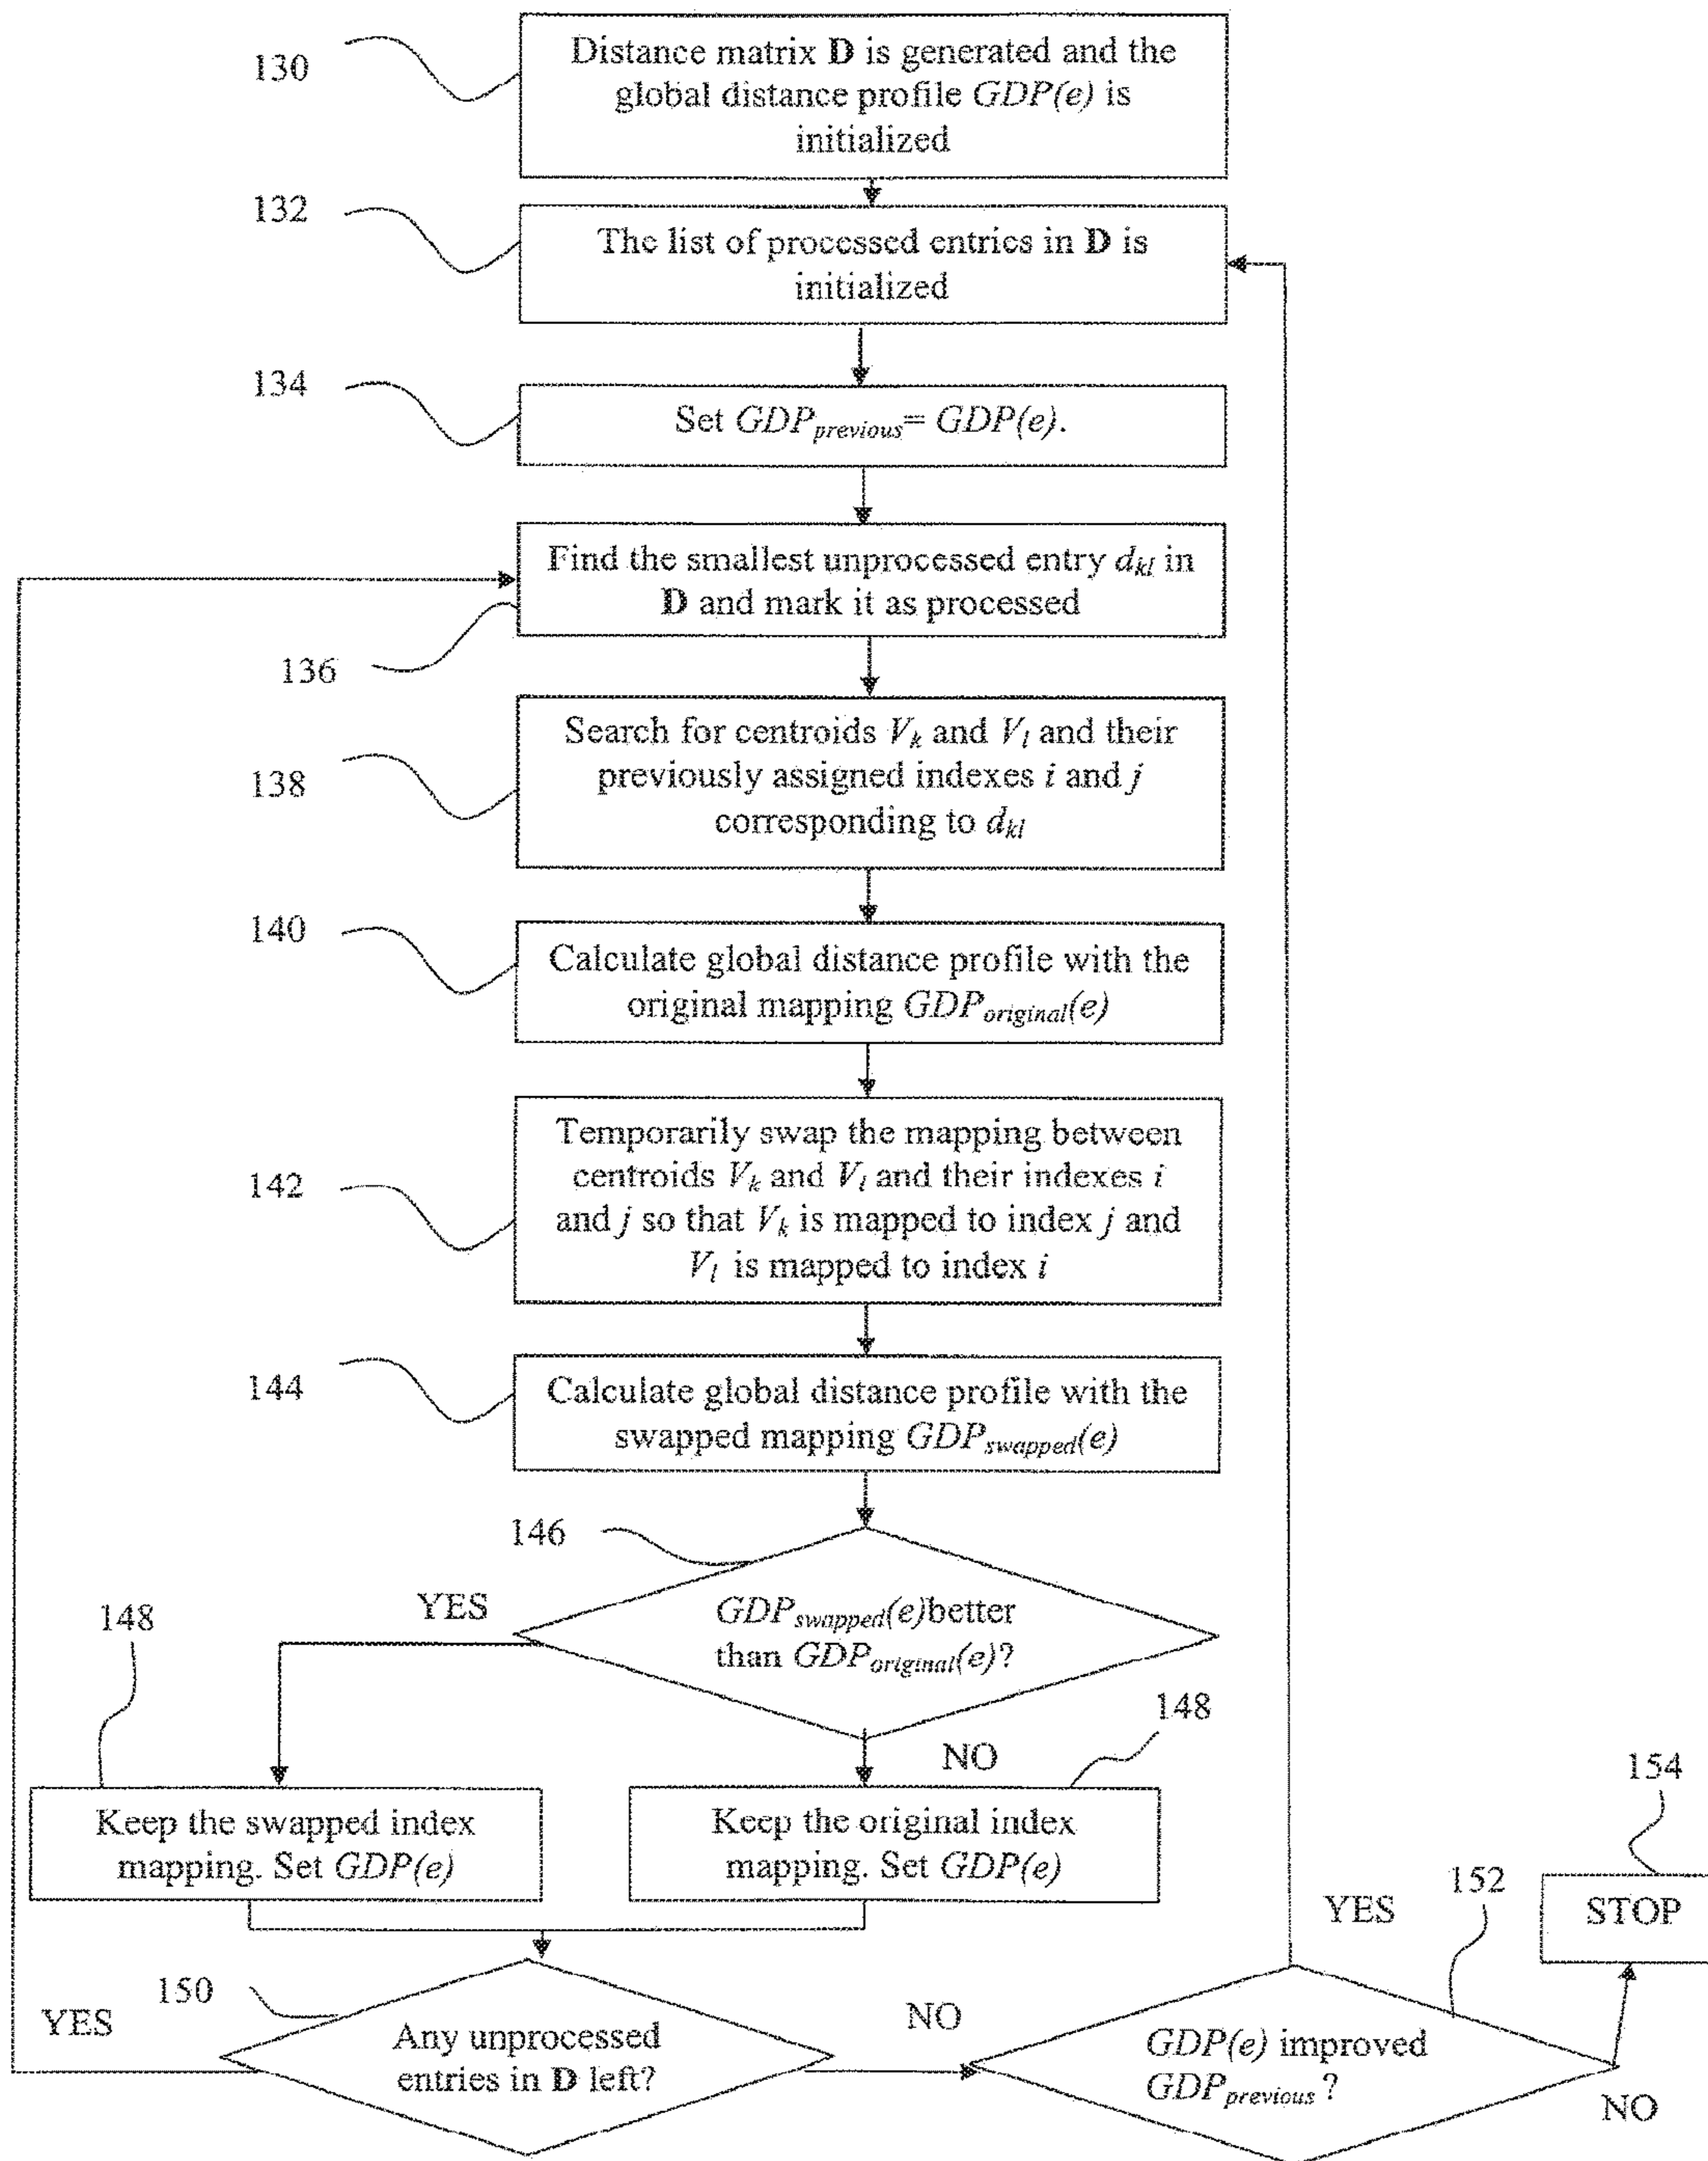 130
Distance matrix D is generated and the
global distance profile GDP(e) is
initialized
132
The list of processed entries in D is
initialized
134
Set GDPprevious= GDP(e).
Find the smallest unprocessed entry dkl in
D and mark it as processed
136
Search for centroids Vk and Vl and their
previously assigned indexes i and j
corresponding to dkl
138
140
Calculate global distance profile with the
original mapping GDPoriginal(e)
Temporarily swap the mapping between
centroids Vk and Vl and their indexes i
and j so that Vk is mapped to index j and
Vl is mapped to index i
142
144
Calculate global distance profile with the
swapped mapping GDPswapped(e)
146
YES
GDPswapped(e)better
than GDPoriginal(e)?
148
148
NO
Keep the swapped index
mapping. Set GDP(e)
Keep the original index
mapping. Set GDP(e)
154
STOP
152
YES
150
YES
Any unprocessed
entries in D left?
NO
GDP(e) improved
GDPprevious ?
NO